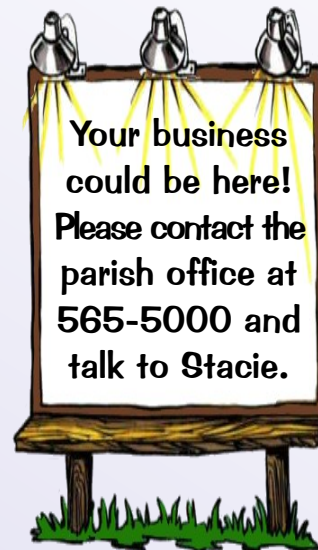 Your business
could be here!
Please contact the
parish office at
565-5000 and
talk to Stacie.